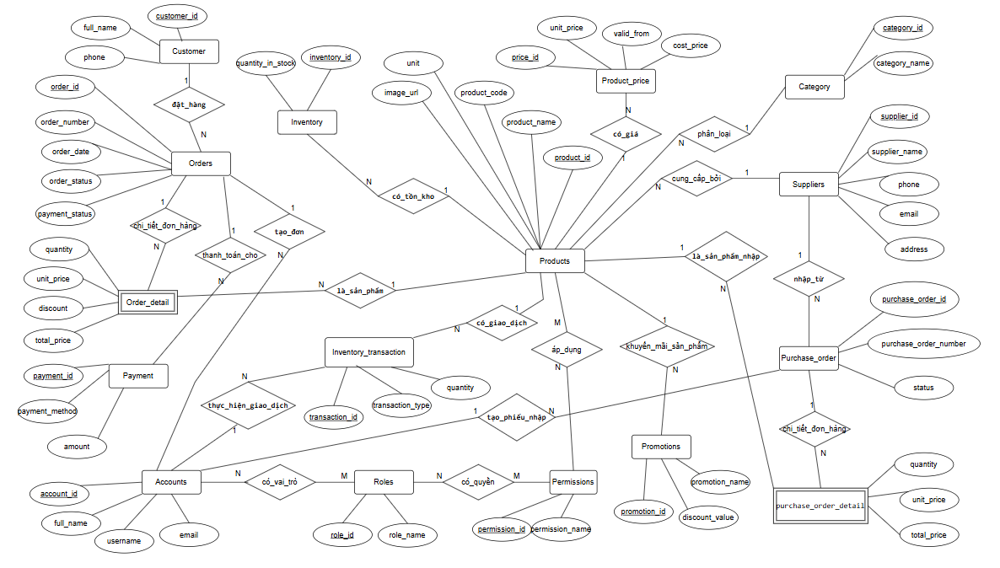 customer_id
full_name
Customer
phone
1
order_id
đặt_hàng
N
order_number
order_date
order_status
payment_status
Orders
1
chi_tiết_đơn_hàng
N
1
thanh_toán_cho
N
1
tạo_đơn
N
quantity
unit_price
discount
total_price
Order_detail
N
là_sản_phẩm
1
payment_id
payment_method
amount
Payment
quantity_in_stock
inventory_id
Inventory
N
có_tồn_kho
1
unit
image_url
product_code
product_name
product_id
unit_price
valid_from
cost_price
price_id
Product_price
N
có_giá
1
category_id
category_name
Category
1
phân_loại
N
supplier_id
supplier_name
phone
email
address
Suppliers
1
cung_cấp_bởi
N
Products
1
là_sản_phẩm_nhập
N
1
nhập_từ
N
purchase_order_id
purchase_order_number
status
Purchase_order
1
chi_tiết_đơn_hàng
N
1
có_giao_dịch
N
M
áp_dụng
N
1
khuyến_mãi_sản_phẩm
N
Inventory_transaction
transaction_id
transaction_type
quantity
N
thực_hiện_giao_dịch
1
1
tạo_phiếu_nhập
N
Promotions
promotion_name
promotion_id
discount_value
Accounts
account_id
full_name
username
email
N
có_vai_trò
M
Roles
role_id
role_name
N
có_quyền
M
Permissions
permission_id
permission_name
purchase_order_detail
quantity
unit_price
total_price